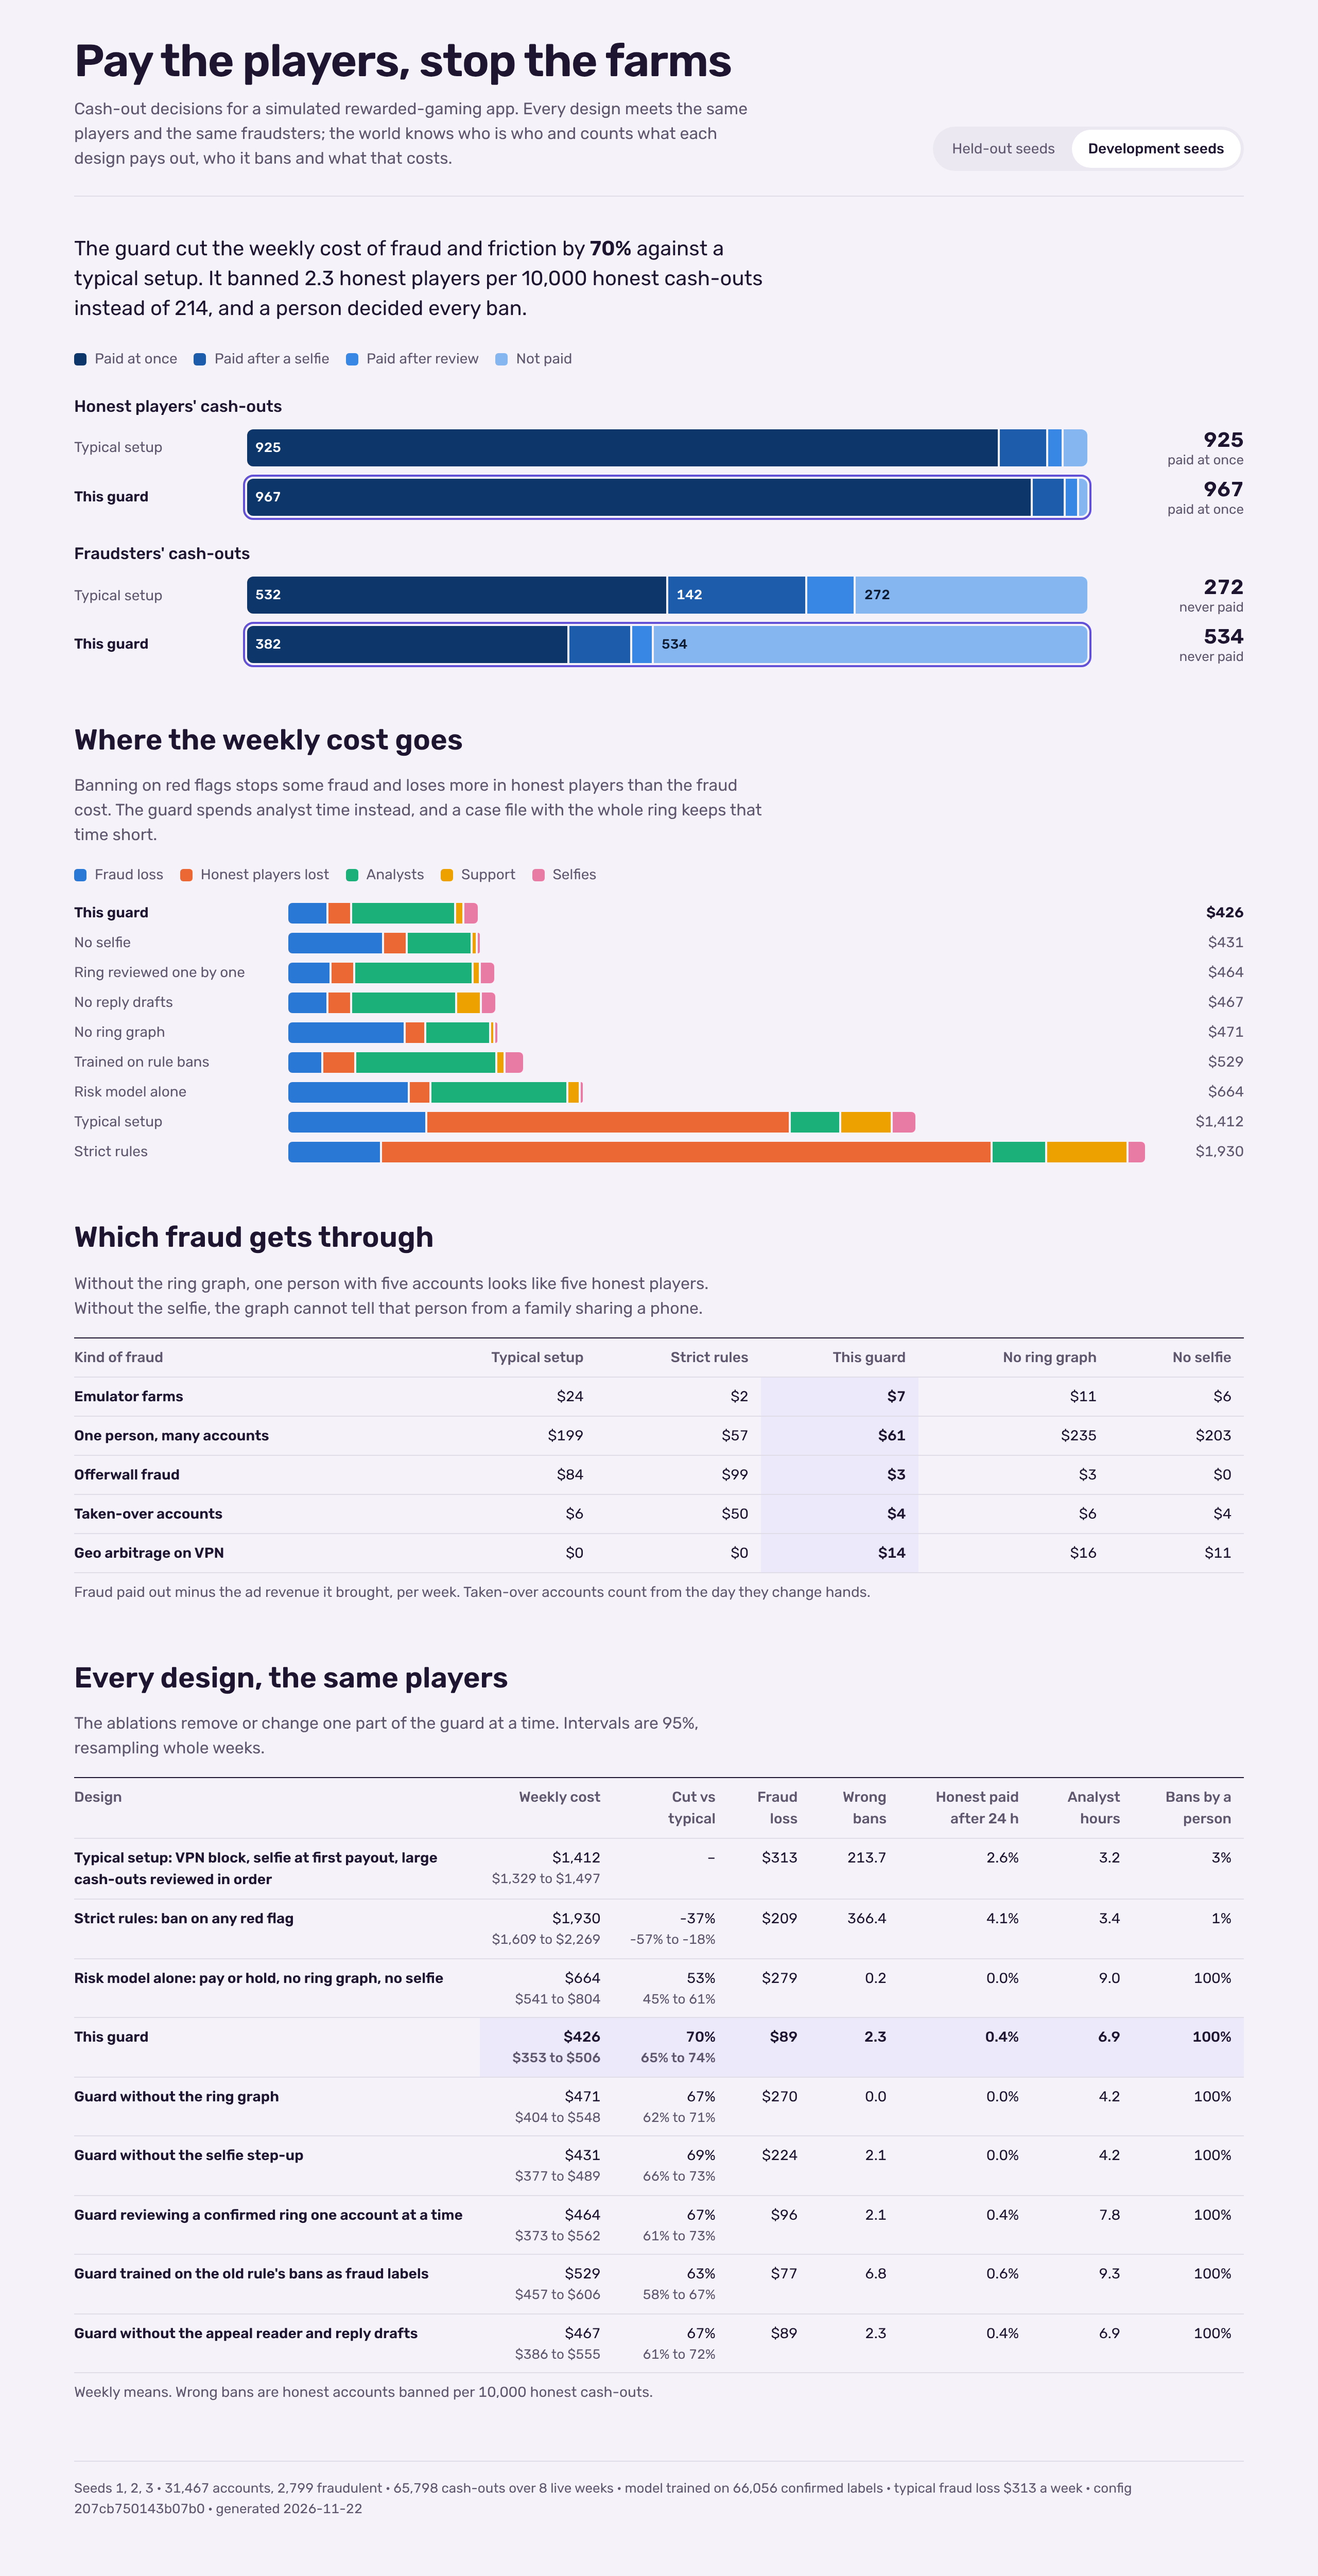 Pay the players, stop the farms
Cash-out decisions for a simulated rewarded-gaming app. Every design meets the same
players and the same fraudsters; the world knows who is who and counts what each
design pays out, who it bans and what that costs.
Held-out seeds Development seeds
The guard cut the weekly cost of fraud and friction by 70% against a
typical setup. It banned 2.3 honest players per 10,000 honest cash-outs
instead of 214, and a person decided every ban.
Paid at once Paid after a selfie Paid after review Not paid
Honest players' cash-outs
Typical setup 925 925
paid at once
This guard 967 967
paid at once
Fraudsters' cash-outs
Typical setup 532 142 272 272
never paid
This guard 382 534 534
never paid
Where the weekly cost goes
Banning on red flags stops some fraud and loses more in honest players than the fraud
cost. The guard spends analyst time instead, and a case file with the whole ring keeps that
time short.
Fraud loss Honest players lost Analysts Support Selfies
This guard $426
No selfie $431
Ring reviewed one by one $464
No reply drafts $467
No ring graph $471
Trained on rule bans $529
Risk model alone $664
Typical setup $1,412
Strict rules $1,930
Which fraud gets through
Without the ring graph, one person with five accounts looks like five honest players.
Without the selfie, the graph cannot tell that person from a family sharing a phone.
Kind of fraud Typical setup Strict rules This guard No ring graph No selfie
Emulator farms $24 $2 $7 $11 $6
One person, many accounts $199 $57 $61 $235 $203
Offerwall fraud $84 $99 $3 $3 $0
Taken-over accounts $6 $50 $4 $6 $4
Geo arbitrage on VPN $0 $0 $14 $16 $11
Fraud paid out minus the ad revenue it brought, per week. Taken-over accounts count from the day they change hands.
Every design, the same players
The ablations remove or change one part of the guard at a time. Intervals are 95%,
resampling whole weeks.
Design Weekly cost Cut vs Fraud Wrong Honest paid Analyst Bans by a
typical loss bans after 24 h hours person
Typical setup: VPN block, selfie at first payout, large $1,412 – $313 213.7 2.6% 3.2 3%
cash-outs reviewed in order $1,329 to $1,497
Strict rules: ban on any red flag $1,930 -37% $209 366.4 4.1% 3.4 1%
$1,609 to $2,269 -57% to -18%
Risk model alone: pay or hold, no ring graph, no selfie $664 53% $279 0.2 0.0% 9.0 100%
$541 to $804 45% to 61%
This guard $426 70% $89 2.3 0.4% 6.9 100%
$353 to $506 65% to 74%
Guard without the ring graph $471 67% $270 0.0 0.0% 4.2 100%
$404 to $548 62% to 71%
Guard without the selfie step-up $431 69% $224 2.1 0.0% 4.2 100%
$377 to $489 66% to 73%
Guard reviewing a confirmed ring one account at a time $464 67% $96 2.1 0.4% 7.8 100%
$373 to $562 61% to 73%
Guard trained on the old rule's bans as fraud labels $529 63% $77 6.8 0.6% 9.3 100%
$457 to $606 58% to 67%
Guard without the appeal reader and reply drafts $467 67% $89 2.3 0.4% 6.9 100%
$386 to $555 61% to 72%
Weekly means. Wrong bans are honest accounts banned per 10,000 honest cash-outs.
Seeds 1, 2, 3 • 31,467 accounts, 2,799 fraudulent • 65,798 cash-outs over 8 live weeks • model trained on 66,056 confirmed labels • typical fraud loss $313 a week • config
207cb750143b07b0 • generated 2026-11-22